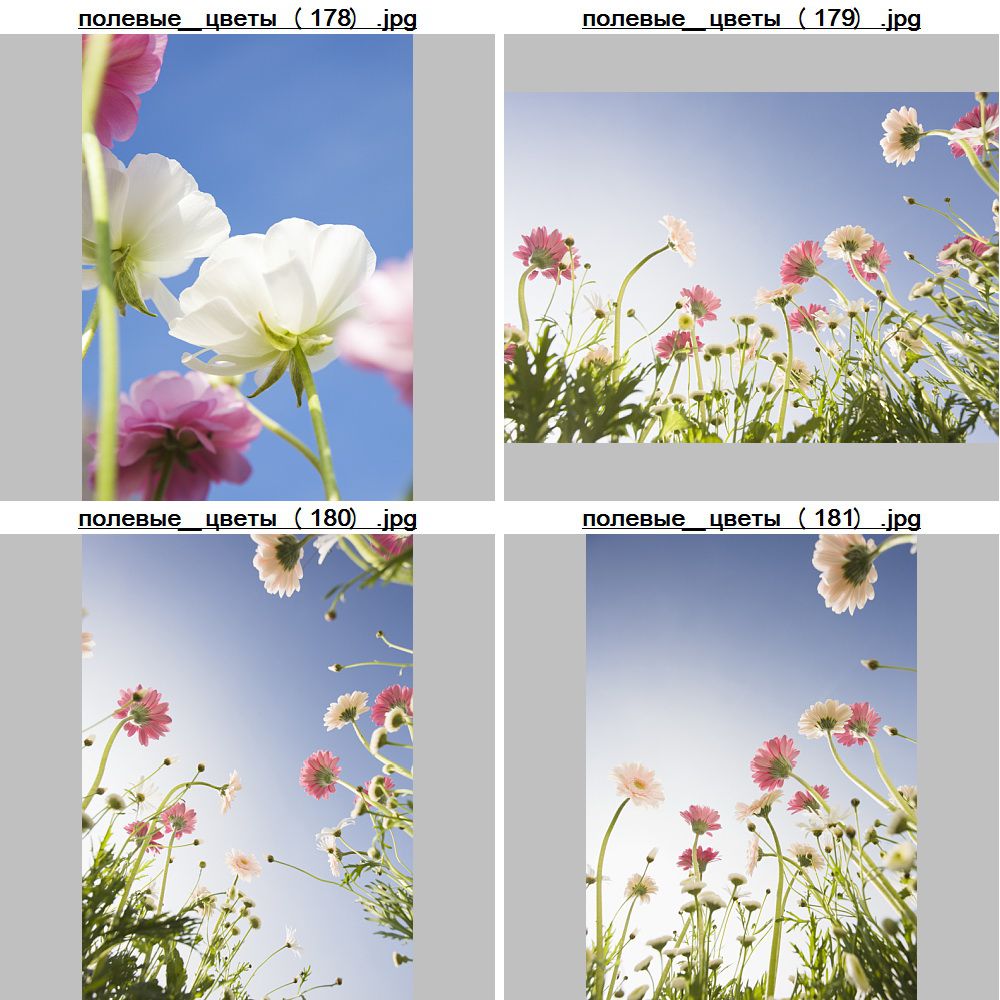 полевые__цветы ( 178) .jpg
полевые__цветы ( 179) .jpg
полевые__цветы ( 180) .jpg
полевые__цветы ( 181) .jpg